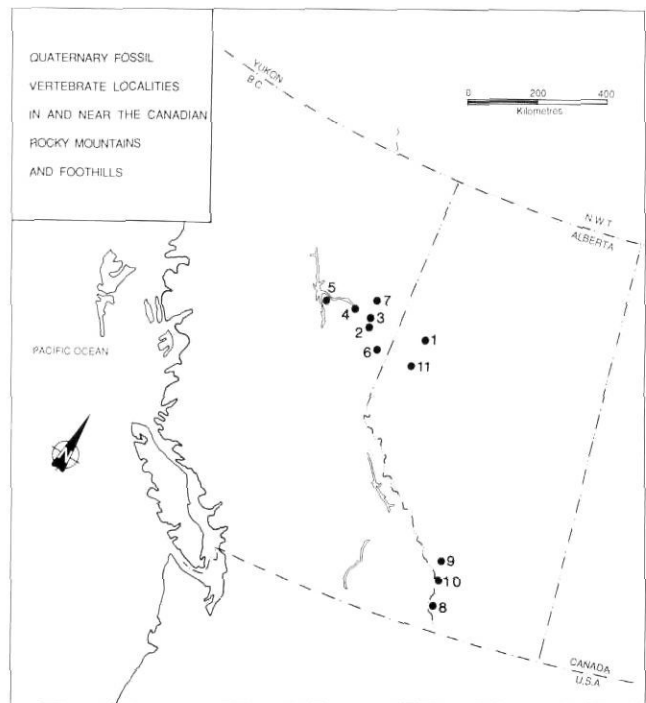 QUATERNARY FOSSIL
VERTEBRATE LOCALITIES
IN AND NEAR THE CANADIAN
ROCKY MOUNTAINS
AND FOOTHILLS
YUKON
B C
0 200 400
Kilometres
N W T
ALBERTA
5
7
4
3
2
1
6
11
PACIFIC OCEAN
N
9
10
8
CANADA
U.S.A